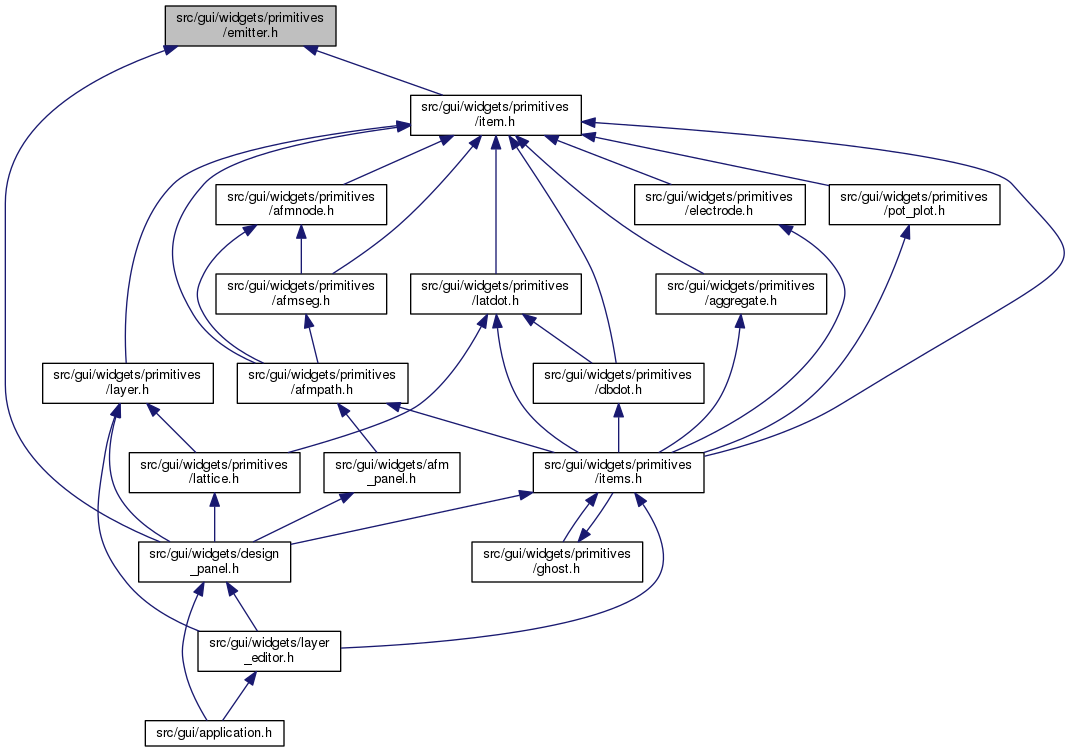 src/gui/widgets/primitives
/emitter.h
src/gui/widgets/primitives
/item.h
src/gui/widgets/primitives
/afmnode.h
src/gui/widgets/primitives
/electrode.h
src/gui/widgets/primitives
/pot_plot.h
src/gui/widgets/primitives
/afmseg.h
src/gui/widgets/primitives
/latdot.h
src/gui/widgets/primitives
/aggregate.h
src/gui/widgets/primitives
/layer.h
src/gui/widgets/primitives
/afmpath.h
src/gui/widgets/primitives
/dbdot.h
src/gui/widgets/primitives
/lattice.h
src/gui/widgets/afm
_panel.h
src/gui/widgets/primitives
/items.h
src/gui/widgets/design
_panel.h
src/gui/widgets/primitives
/ghost.h
src/gui/widgets/layer
_editor.h
src/gui/application.h